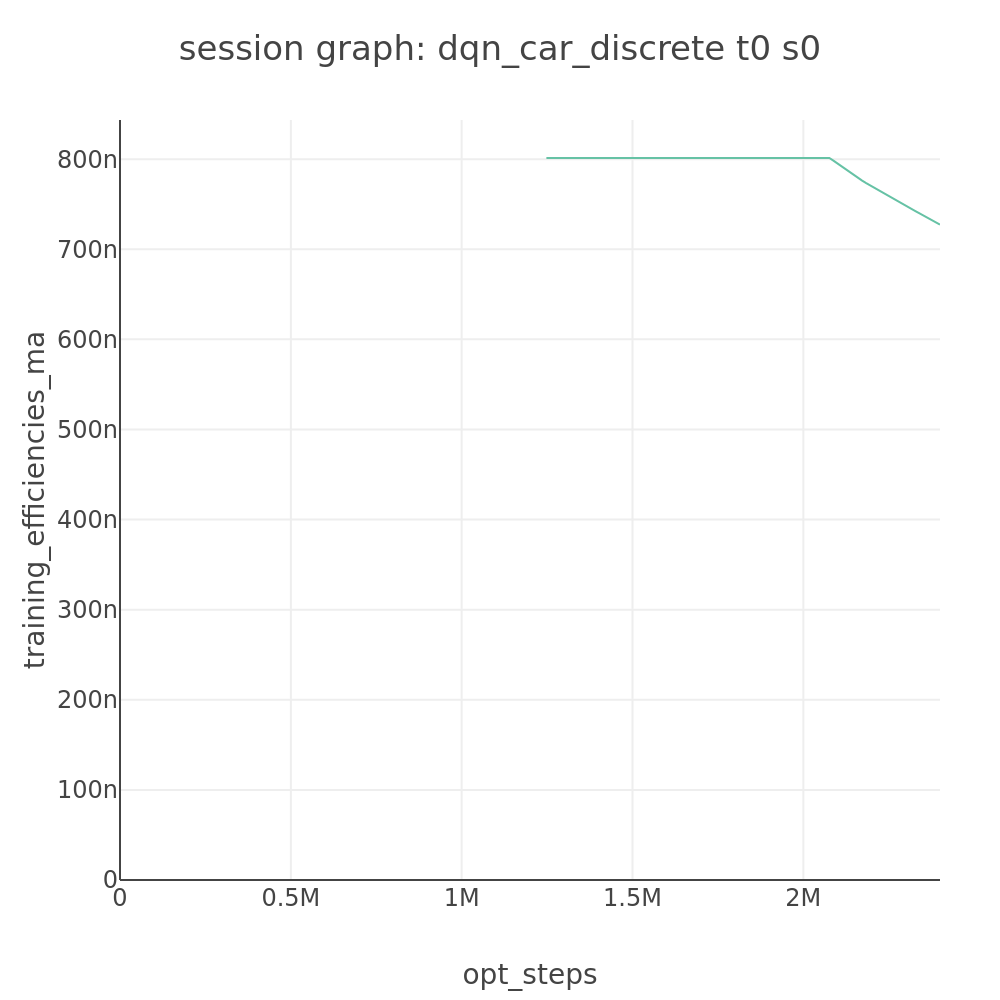 session graph: dqn_car_discrete t0 s0
800n
700n
600n
500n
400n
300n
200n
100n
0
training_efficiencies_ma
0 0.5M 1M 1.5M 2M
opt_steps